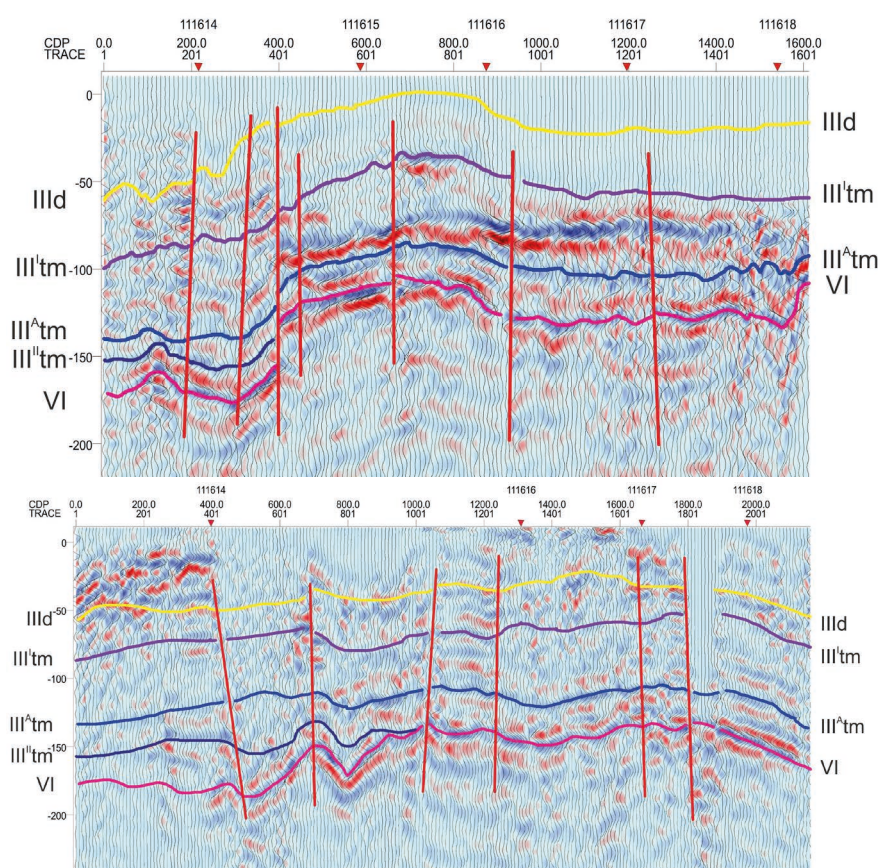 111614 111615 111616 111617 111618
CDP 0.0 200.0 400.0 600.0 800.0 1000.0 1200.0 1400.0 1600.0
TRACE 1 201 401 601 801 1001 1201 1401 1601
0
-50
-100
-150
-200
IIId
IIIᴵtm
IIIᴬtm
IIIᴵᴵtm
VI
IIId
IIIᴵtm
IIIᴬtm
VI
111614 111616 111617 111618
CDP 0.0 200.0 400.0 600.0 800.0 1000.0 1200.0 1400.0 1600.0 1800.0 2000.0
TRACE 1 201 401 601 801 1001 1201 1401 1601 1801 2001
0
-50
-100
-150
-200
IIId
IIIᴵtm
IIIᴬtm
IIIᴵᴵtm
VI
IIId
IIIᴵtm
IIIᴬtm
VI